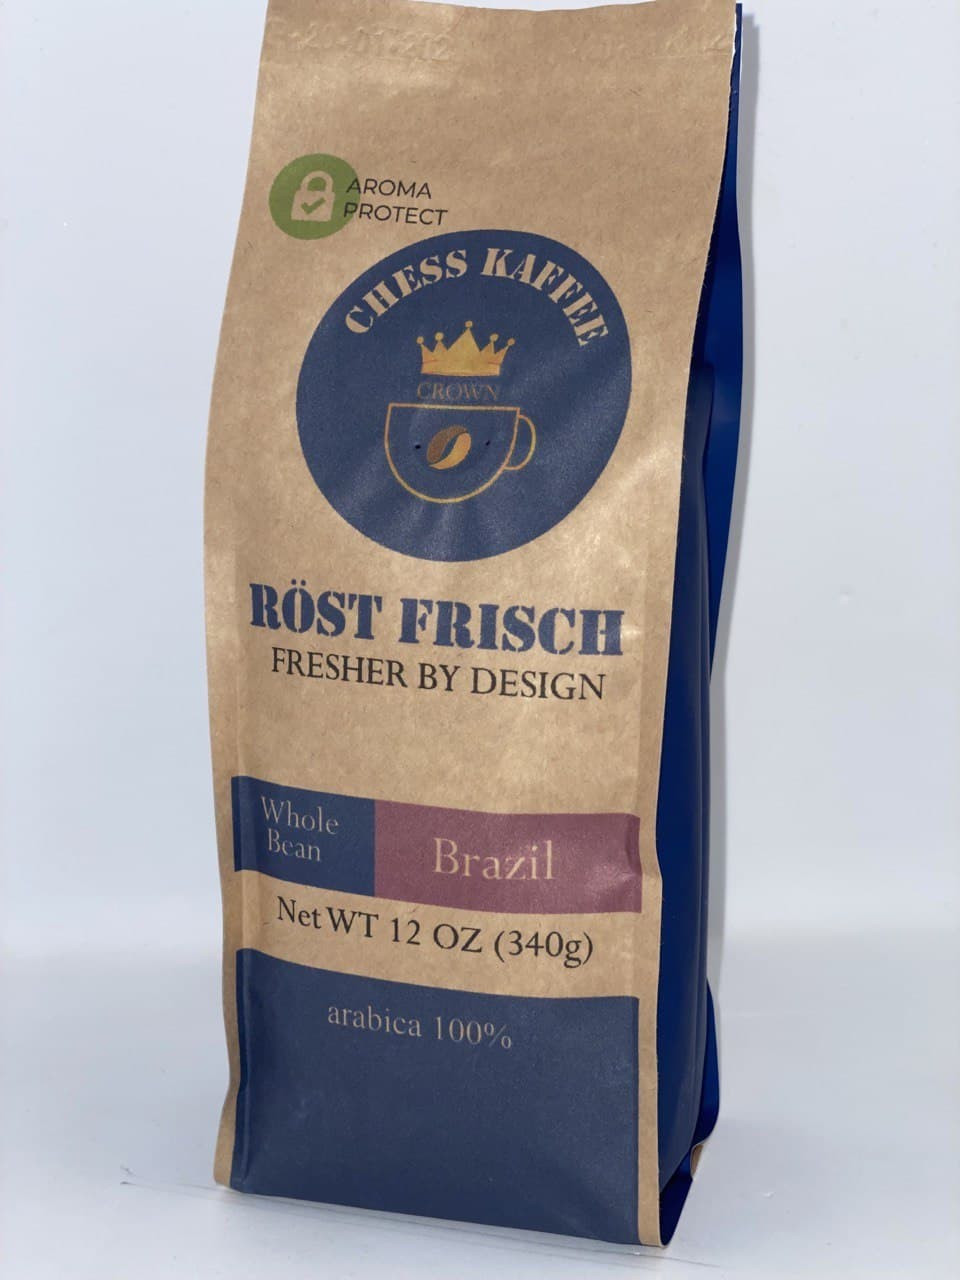 AROMA
PROTECT
CHESS KAFFEE
CROWN
RÖST FRISCH
FRESHER BY DESIGN
Whole
Bean
Brazil
Net WT 12 OZ (340g)
arabica 100%